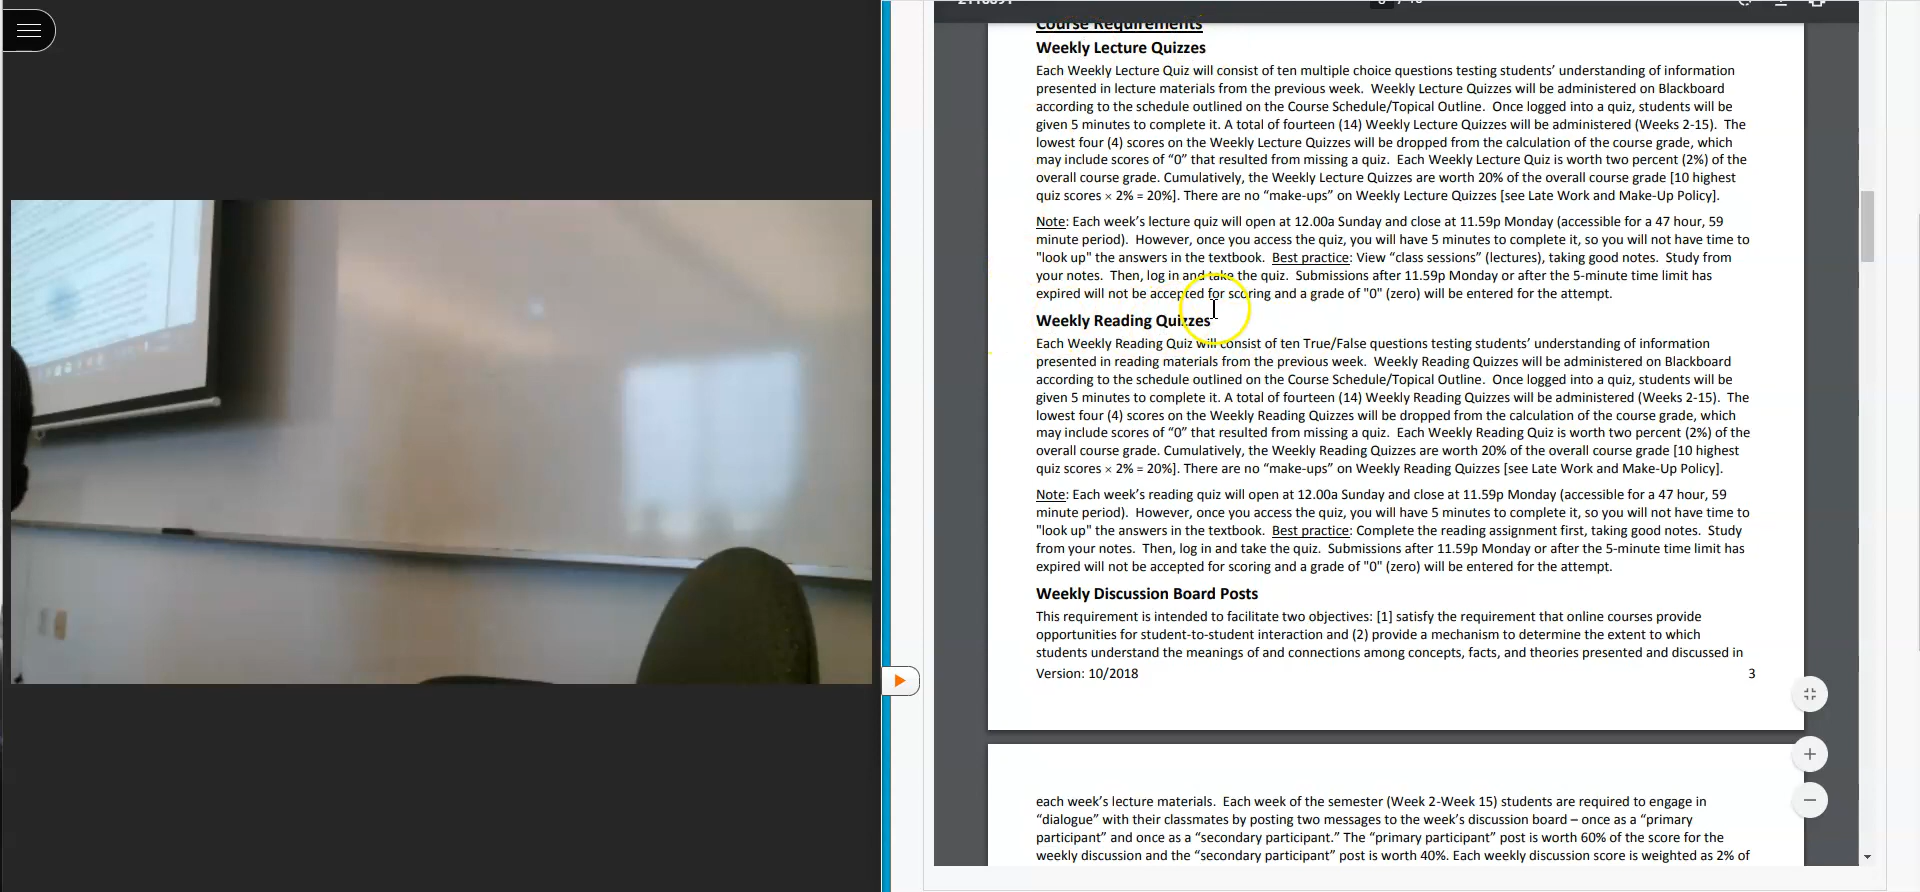 Course Requirements
Weekly Lecture Quizzes
Each Weekly Lecture Quiz will consist of ten multiple choice questions testing students’ understanding of information
presented in lecture materials from the previous week.  Weekly Lecture Quizzes will be administered on Blackboard
according to the schedule outlined on the Course Schedule/Topical Outline.  Once logged into a quiz, students will be
given 5 minutes to complete it. A total of fourteen (14) Weekly Lecture Quizzes will be administered (Weeks 2-15).  The
lowest four (4) scores on the Weekly Lecture Quizzes will be dropped from the calculation of the course grade, which
may include scores of “0” that resulted from missing a quiz.  Each Weekly Lecture Quiz is worth two percent (2%) of the
overall course grade. Cumulatively, the Weekly Lecture Quizzes are worth 20% of the overall course grade [10 highest
quiz scores × 2% = 20%]. There are no “make-ups” on Weekly Lecture Quizzes [see Late Work and Make-Up Policy].
Note: Each week’s lecture quiz will open at 12.00a Sunday and close at 11.59p Monday (accessible for a 47 hour, 59
minute period).  However, once you access the quiz, you will have 5 minutes to complete it, so you will not have time to
"look up" the answers in the textbook.  Best practice: View “class sessions” (lectures), taking good notes.  Study from
your notes.  Then, log in and take the quiz.  Submissions after 11.59p Monday or after the 5-minute time limit has
expired will not be accepted for scoring and a grade of "0" (zero) will be entered for the attempt.
Weekly Reading Quizzes
Each Weekly Reading Quiz will consist of ten True/False questions testing students’ understanding of information
presented in reading materials from the previous week.  Weekly Reading Quizzes will be administered on Blackboard
according to the schedule outlined on the Course Schedule/Topical Outline.  Once logged into a quiz, students will be
given 5 minutes to complete it. A total of fourteen (14) Weekly Reading Quizzes will be administered (Weeks 2-15).  The
lowest four (4) scores on the Weekly Reading Quizzes will be dropped from the calculation of the course grade, which
may include scores of “0” that resulted from missing a quiz.  Each Weekly Reading Quiz is worth two percent (2%) of the
overall course grade. Cumulatively, the Weekly Reading Quizzes are worth 20% of the overall course grade [10 highest
quiz scores × 2% = 20%]. There are no “make-ups” on Weekly Reading Quizzes [see Late Work and Make-Up Policy].
Note: Each week’s reading quiz will open at 12.00a Sunday and close at 11.59p Monday (accessible for a 47 hour, 59
minute period).  However, once you access the quiz, you will have 5 minutes to complete it, so you will not have time to
"look up" the answers in the textbook.  Best practice: Complete the reading assignment first, taking good notes.  Study
from your notes.  Then, log in and take the quiz.  Submissions after 11.59p Monday or after the 5-minute time limit has
expired will not be accepted for scoring and a grade of "0" (zero) will be entered for the attempt.
Weekly Discussion Board Posts
This requirement is intended to facilitate two objectives: [1] satisfy the requirement that online courses provide
opportunities for student-to-student interaction and (2) provide a mechanism to determine the extent to which
students understand the meanings of and connections among concepts, facts, and theories presented and discussed in
Version: 10/2018 3
each week’s lecture materials.  Each week of the semester (Week 2-Week 15) students are required to engage in
“dialogue” with their classmates by posting two messages to the week’s discussion board – once as a “primary
participant” and once as a “secondary participant.” The “primary participant” post is worth 60% of the score for the
weekly discussion and the “secondary participant” post is worth 40%. Each weekly discussion score is weighted as 2% of